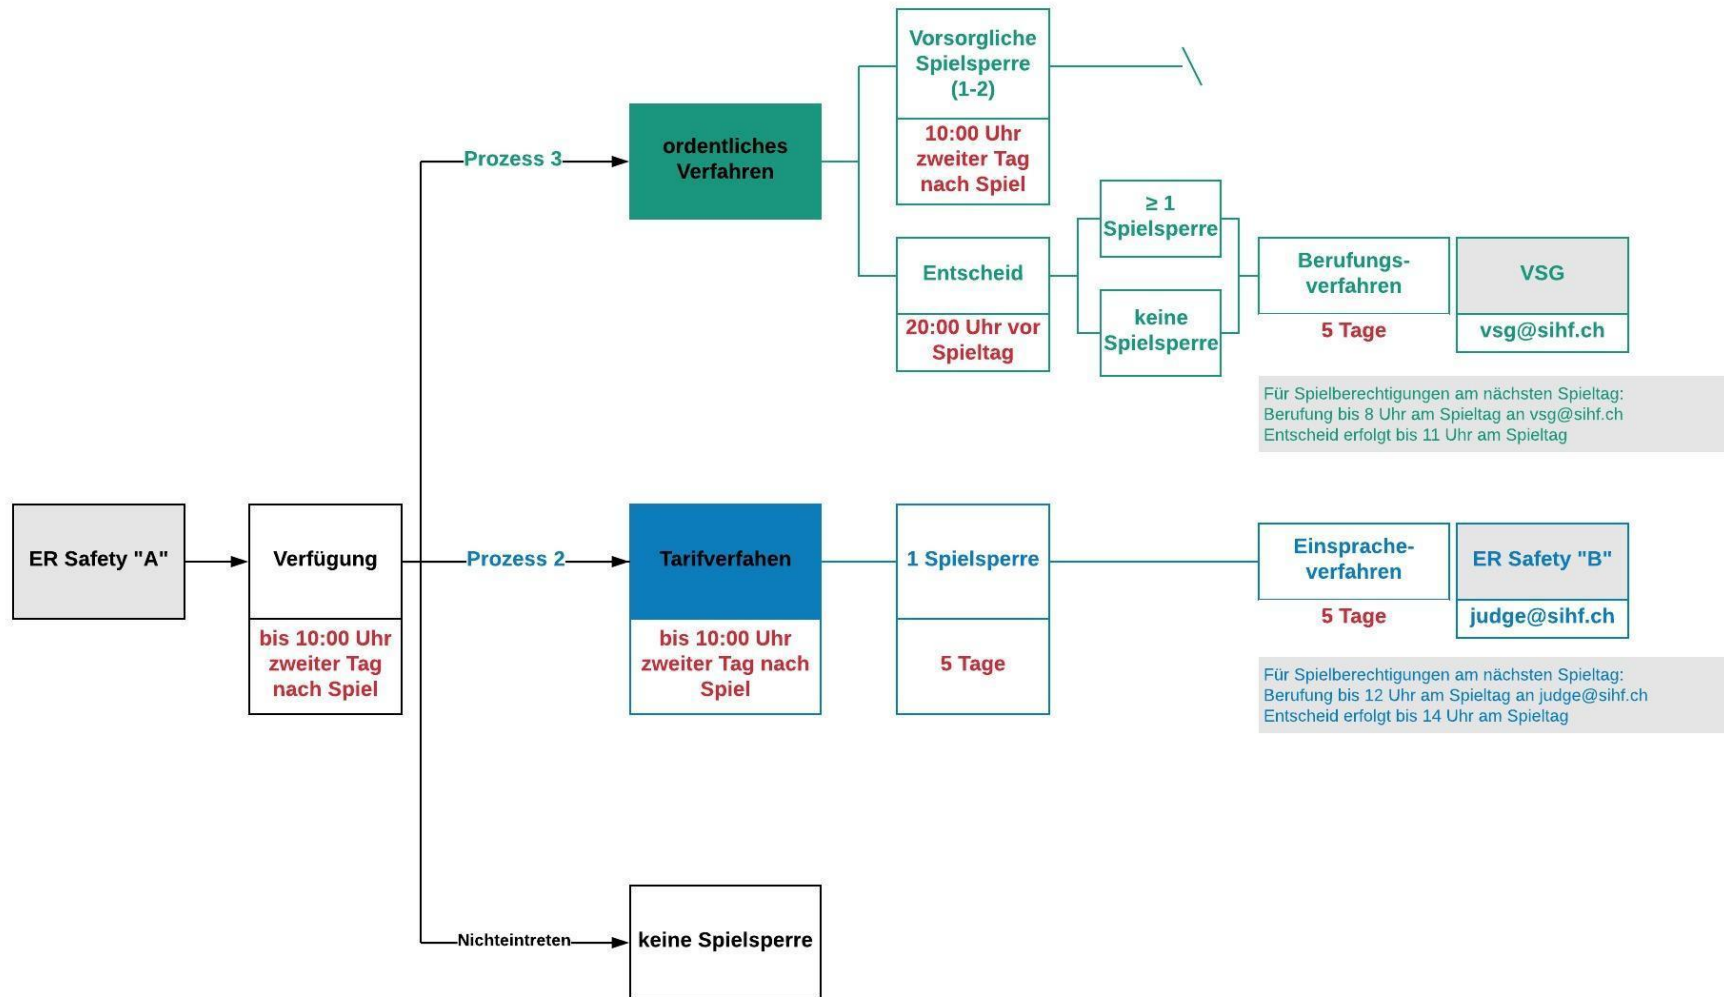 Vorsorgliche
Spielsperre
(1-2)
10:00 Uhr
zweiter Tag
nach Spiel
Prozess 3
ordentliches
Verfahren
≥ 1
Spielsperre
Entscheid
20:00 Uhr vor
Spieltag
keine
Spielsperre
Berufungs-
verfahren
5 Tage
VSG
vsg@sihf.ch
Für Spielberechtigungen am nächsten Spieltag:
Berufung bis 8 Uhr am Spieltag an vsg@sihf.ch
Entscheid erfolgt bis 11 Uhr am Spieltag
ER Safety "A"
Verfügung
bis 10:00 Uhr
zweiter Tag
nach Spiel
Prozess 2
Tarifverfahen
bis 10:00 Uhr
zweiter Tag nach
Spiel
1 Spielsperre
5 Tage
Einsprache-
verfahren
5 Tage
ER Safety "B"
judge@sihf.ch
Für Spielberechtigungen am nächsten Spieltag:
Berufung bis 12 Uhr am Spieltag an judge@sihf.ch
Entscheid erfolgt bis 14 Uhr am Spieltag
Nichteintreten
keine Spielsperre